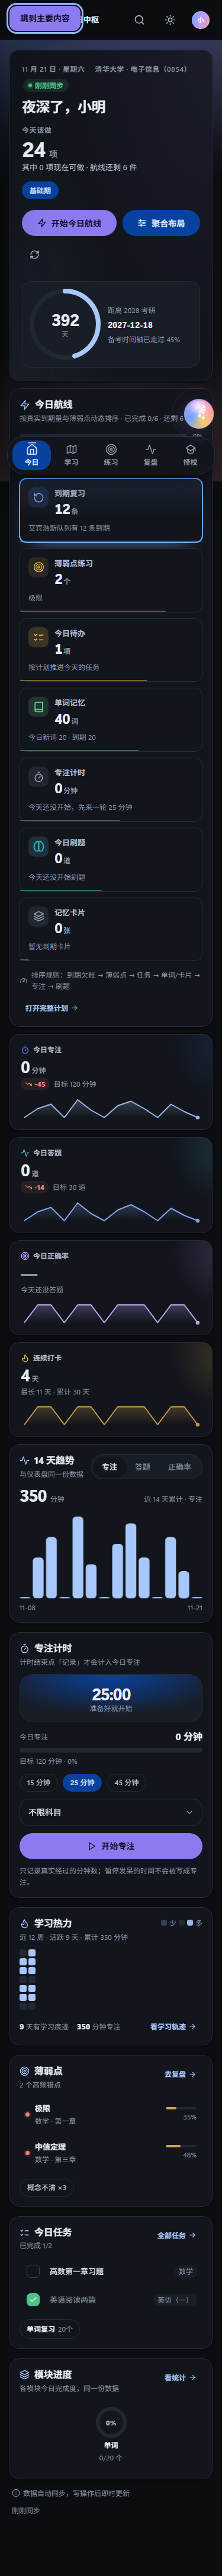 跳到主要内容
中枢
小
11 月 21 日 · 星期六 · 清华大学 · 电子信息（0854）
刚刚同步
夜深了，小明
今天该做
24 项
其中 0 项现在可做 · 航线还剩 6 件
基础期
开始今日航线
聚合布局
392
天
距离 2028 考研
2027-12-18
备考时间轴已走过 45%
今日航线
按真实到期量与薄弱点动态排序 · 已完成 0/6 · 还剩 6
0%
今日
学习
练习
复盘
择校
到期复习
12 条
艾宾浩斯队列有 12 条到期
薄弱点练习
2 个
极限
今日待办
1 项
按计划推进今天的任务
单词记忆
40 词
今日新词 20 · 到期 20
专注计时
0 分钟
今天还没开始，先来一轮 25 分钟
今日刷题
0 道
今天还没开始刷题
记忆卡片
0 张
暂无到期卡片
排序规则：到期欠账 → 薄弱点 → 任务 → 单词/卡片 →
专注 → 刷题
打开完整计划 →
今日专注
0 分钟
-45 目标 120 分钟
今日答题
0 道
-14 目标 30 道
今日正确率
—
今天还没答题
连续打卡
4 天
最长 11 天 · 累计 30 天
14 天趋势
与仪表盘同一份数据
专注
答题
正确率
350 分钟
近 14 天累计 · 专注
11-08
11-21
专注计时
计时结束点「记录」才会计入今日专注
25:00
准备好就开始
今日专注
0 分钟
目标 120 分钟 · 0%
15 分钟
25 分钟
45 分钟
不限科目
开始专注
只记录真实经过的分钟数；暂停发呆的时间不会被写成专
注。
学习热力
少
多
近 12 周 · 活跃 9 天 · 累计 350 分钟
9 天有学习痕迹 350 分钟专注
看学习轨迹 →
薄弱点
2 个高频错点
去复盘 →
极限
数学 · 第一章
35%
中值定理
数学 · 第三章
48%
概念不清 ×3
今日任务
已完成 1/2
全部任务 →
高数第一章习题
数学
英语阅读两篇
英语（一）
单词复习 20个
模块进度
各模块今日完成度，同一份数据
看统计 →
0%
单词
0/20 个
数据自动同步，写操作后即时更新
刚刚同步